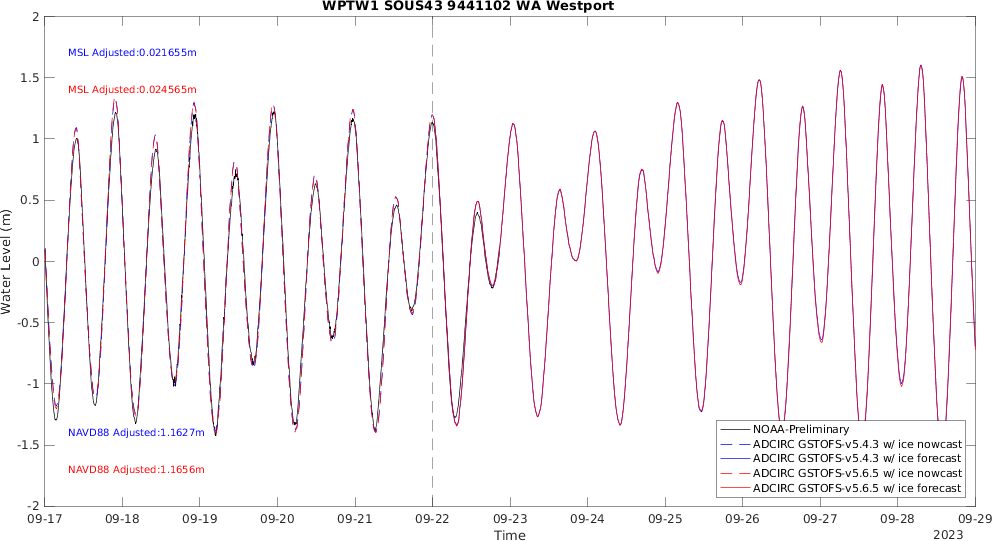 WPTW1 SOUS43 9441102 WA Westport
2
1.5
1
0.5
0
-0.5
-1
-1.5
-2
Water Level (m)
MSL Adjusted:0.021655m
MSL Adjusted:0.024565m
NAVD88 Adjusted:1.1627m
NAVD88 Adjusted:1.1656m
NOAA-Preliminary
ADCIRC GSTOFS-v5.4.3 w/ ice nowcast
ADCIRC GSTOFS-v5.4.3 w/ ice forecast
ADCIRC GSTOFS-v5.6.5 w/ ice nowcast
ADCIRC GSTOFS-v5.6.5 w/ ice forecast
09-17 09-18 09-19 09-20 09-21 09-22 09-23 09-24 09-25 09-26 09-27 09-28 09-29
Time
2023